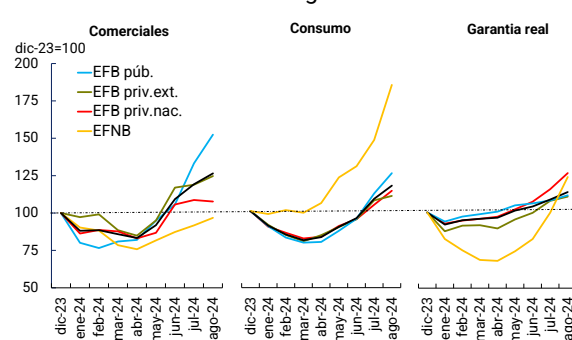 Comerciales
Consumo
Garantia real
dic-23=100
200
175
150
125
100
75
50
EFB púb.
EFB priv.ext.
EFB priv.nac.
EFNB
dic-23
ene-24
feb-24
mar-24
abr-24
may-24
jun-24
jul-24
ago-24
dic-23
ene-24
feb-24
mar-24
abr-24
may-24
jun-24
jul-24
ago-24
dic-23
ene-24
feb-24
mar-24
abr-24
may-24
jun-24
jul-24
ago-24